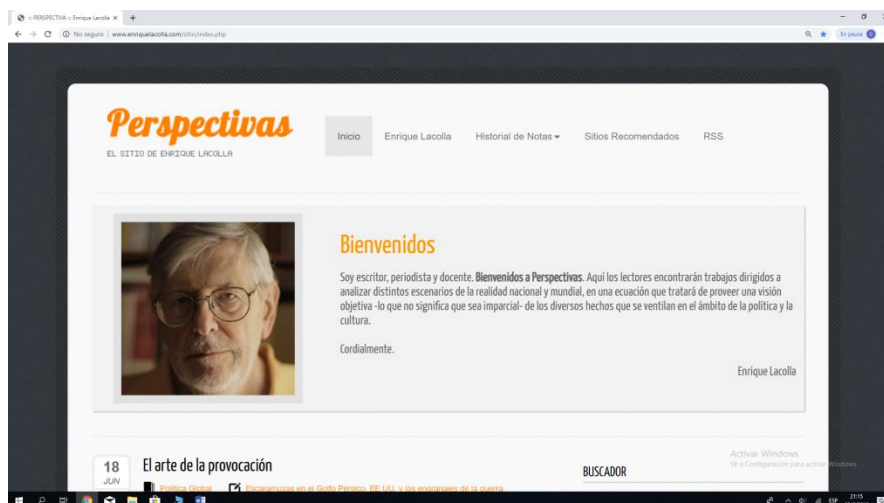 :: PERSPECTIVA :: Enrique Lacolla
No seguro | www.enriquelacolla.com/sitio/index.php
En pausa
Perspectivas
EL SITIO DE ENRIQUE LACOLLA
Inicio Enrique Lacolla Historial de Notas Sitios Recomendados RSS
Bienvenidos
Soy escritor, periodista y docente. Bienvenidos a Perspectivas. Aquí los lectores encontrarán trabajos dirigidos a
analizar distintos escenarios de la realidad nacional y mundial, en una ecuación que tratará de proveer una visión
objetiva -lo que no significa que sea imparcial- de los diversos hechos que se ventilan en el ámbito de la política y la
cultura.
Cordialmente.
Enrique Lacolla
18
JUN
El arte de la provocación
Política Global Escaramuzas en el Golfo Pérsico, EE.UU. y los engranajes de la guerra.
BUSCADOR
Activar Windows
Ve a Configuración para activar Windows.
ESP
21:15